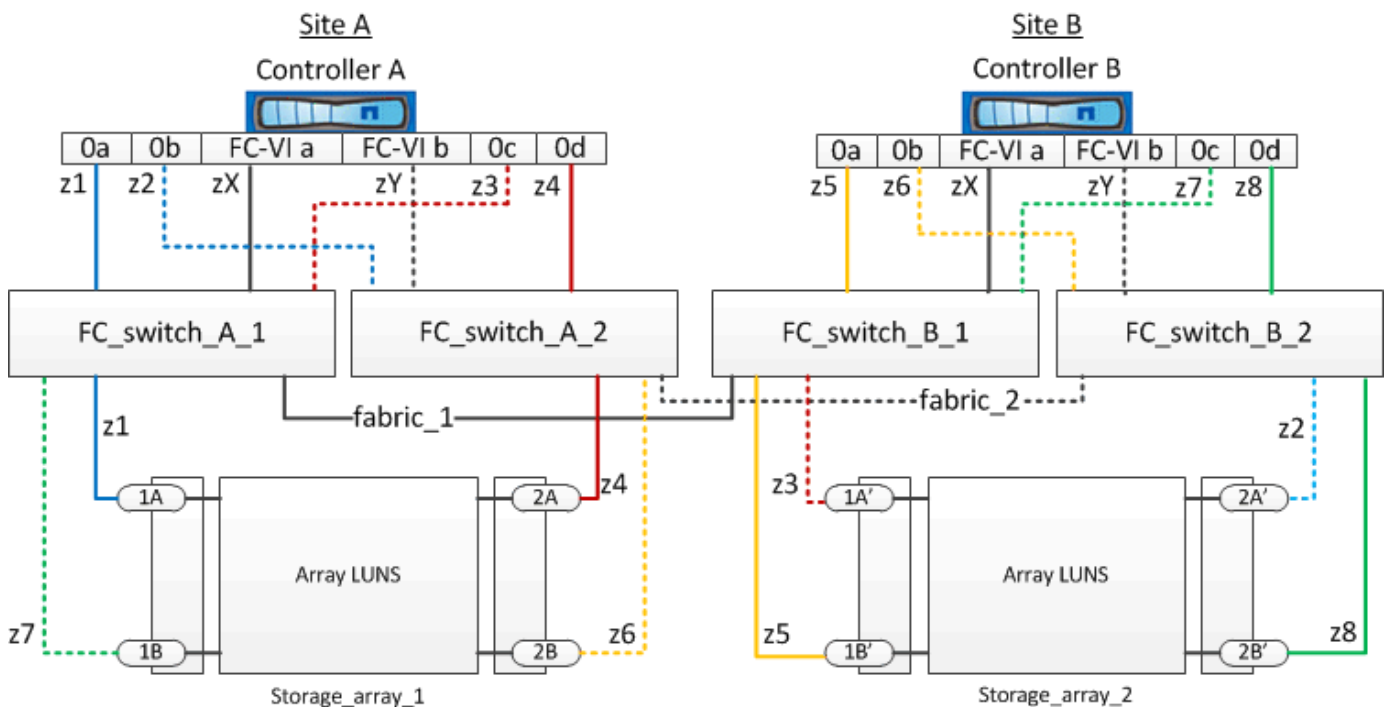 Site A
Site B
Controller A
Controller B
0a 0b FC-VI a FC-VI b 0c 0d
0a 0b FC-VI a FC-VI b 0c 0d
z1 z2 zX zY z3 z4
z5 z6 zX zY z7 z8
FC_switch_A_1
FC_switch_A_2
FC_switch_B_1
FC_switch_B_2
fabric_1
fabric_2
z1
z4
z3
z2
1A
2A
1A'
2A'
Array LUNS
Array LUNS
z7
z6
z5
z8
1B
2B
1B'
2B'
Storage_array_1
Storage_array_2